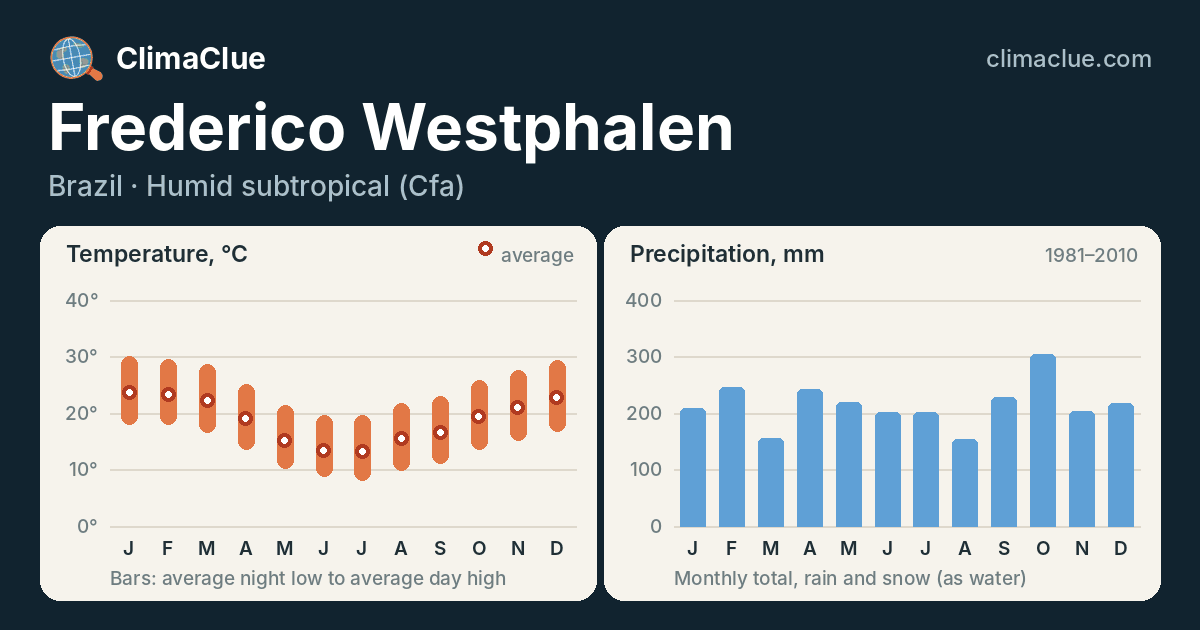 ClimaClue
climaclue.com
Frederico Westphalen
Brazil · Humid subtropical (Cfa)
Temperature, °C
average
40°
30°
20°
10°
0°
J F M A M J J A S O N D
Bars: average night low to average day high
Precipitation, mm
1981–2010
400
300
200
100
0
J F M A M J J A S O N D
Monthly total, rain and snow (as water)